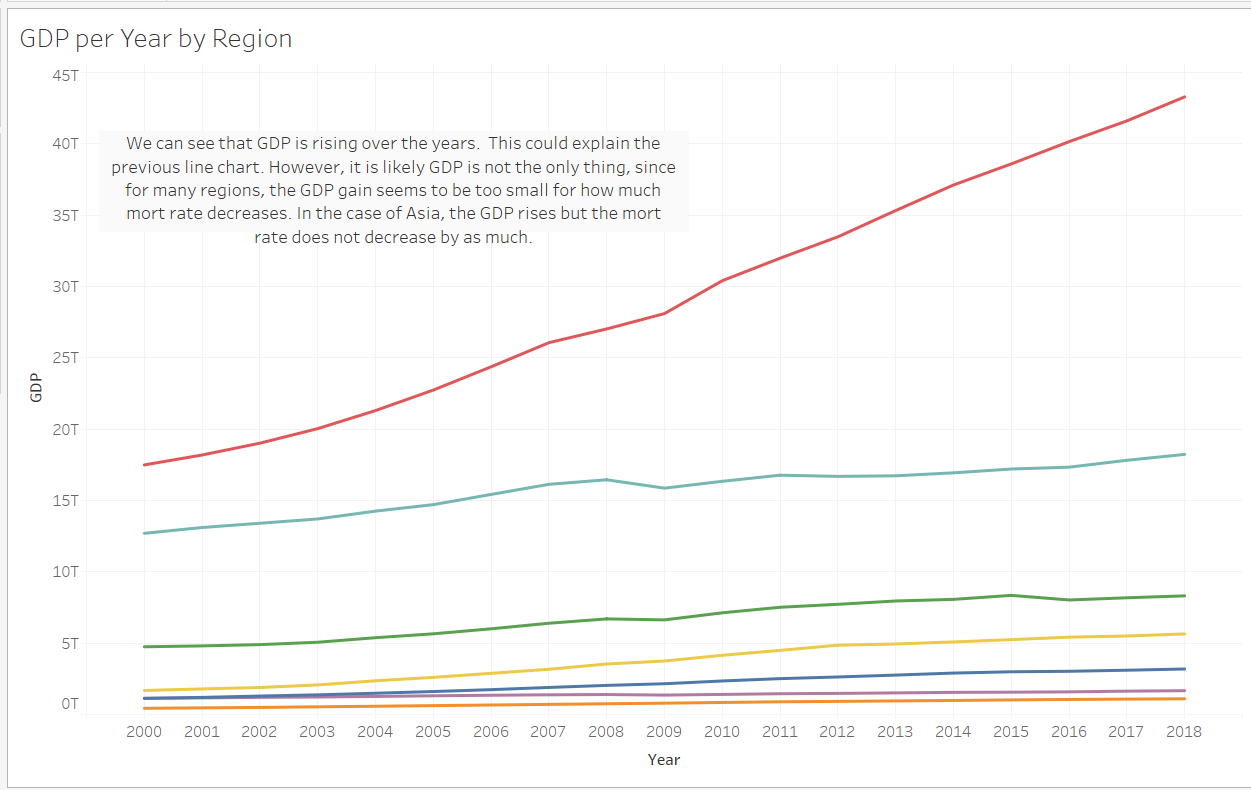 GDP per Year by Region
45T
40T
35T
30T
25T
20T
15T
10T
5T
0T
GDP
We can see that GDP is rising over the years.  This could explain the
previous line chart. However, it is likely GDP is not the only thing, since
for many regions, the GDP gain seems to be too small for how much
mort rate decreases. In the case of Asia, the GDP rises but the mort
rate does not decrease by as much.
2000 2001 2002 2003 2004 2005 2006 2007 2008 2009 2010 2011 2012 2013 2014 2015 2016 2017 2018
Year